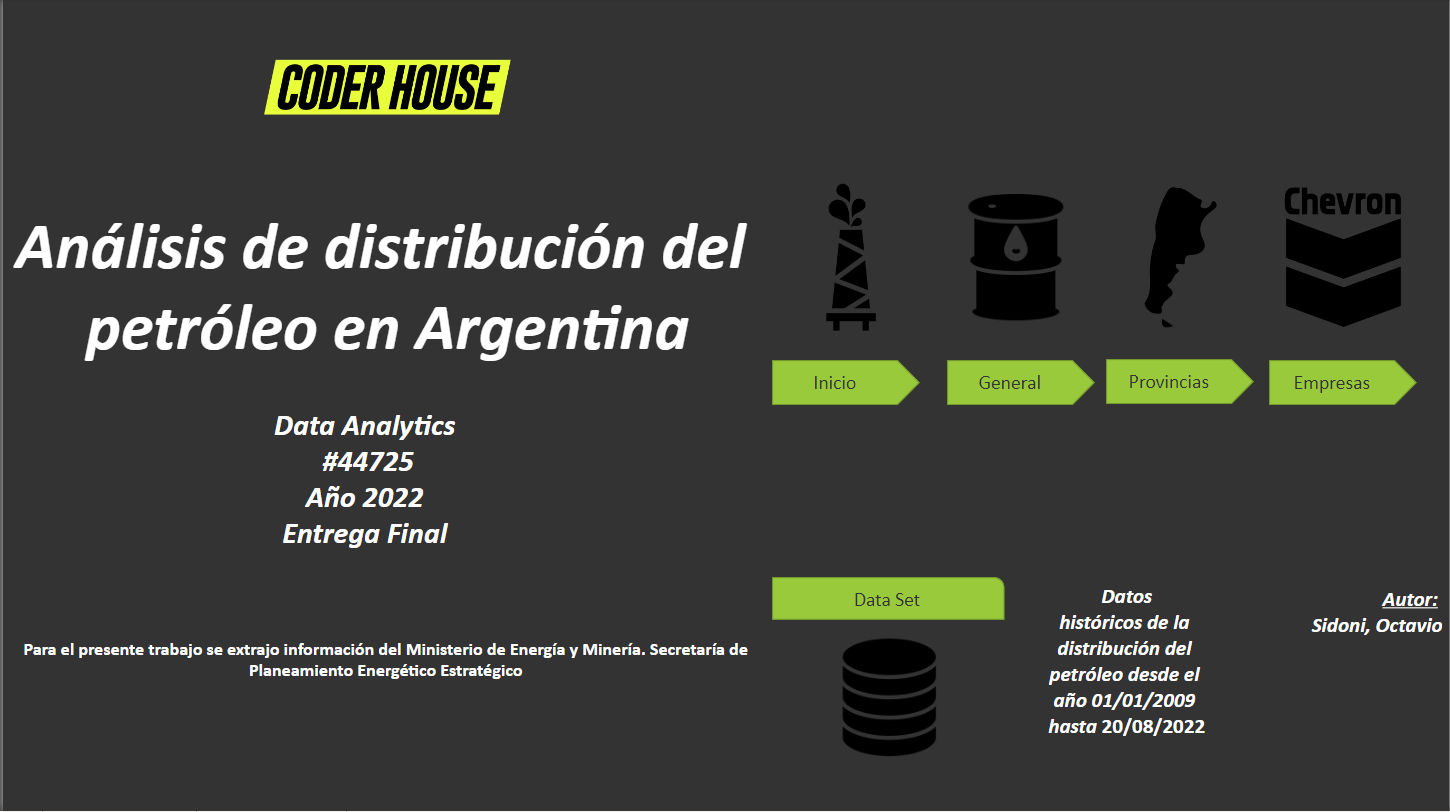 CODER HOUSE
Análisis de distribución del
petróleo en Argentina
Data Analytics
#44725
Año 2022
Entrega Final
Para el presente trabajo se extrajo información del Ministerio de Energía y Minería. Secretaría de
Planeamiento Energético Estratégico
Chevron
Inicio
General
Provincias
Empresas
Data Set
Datos
históricos de la
distribución del
petróleo desde el
año 01/01/2009
hasta 20/08/2022
Autor:
Sidoni, Octavio